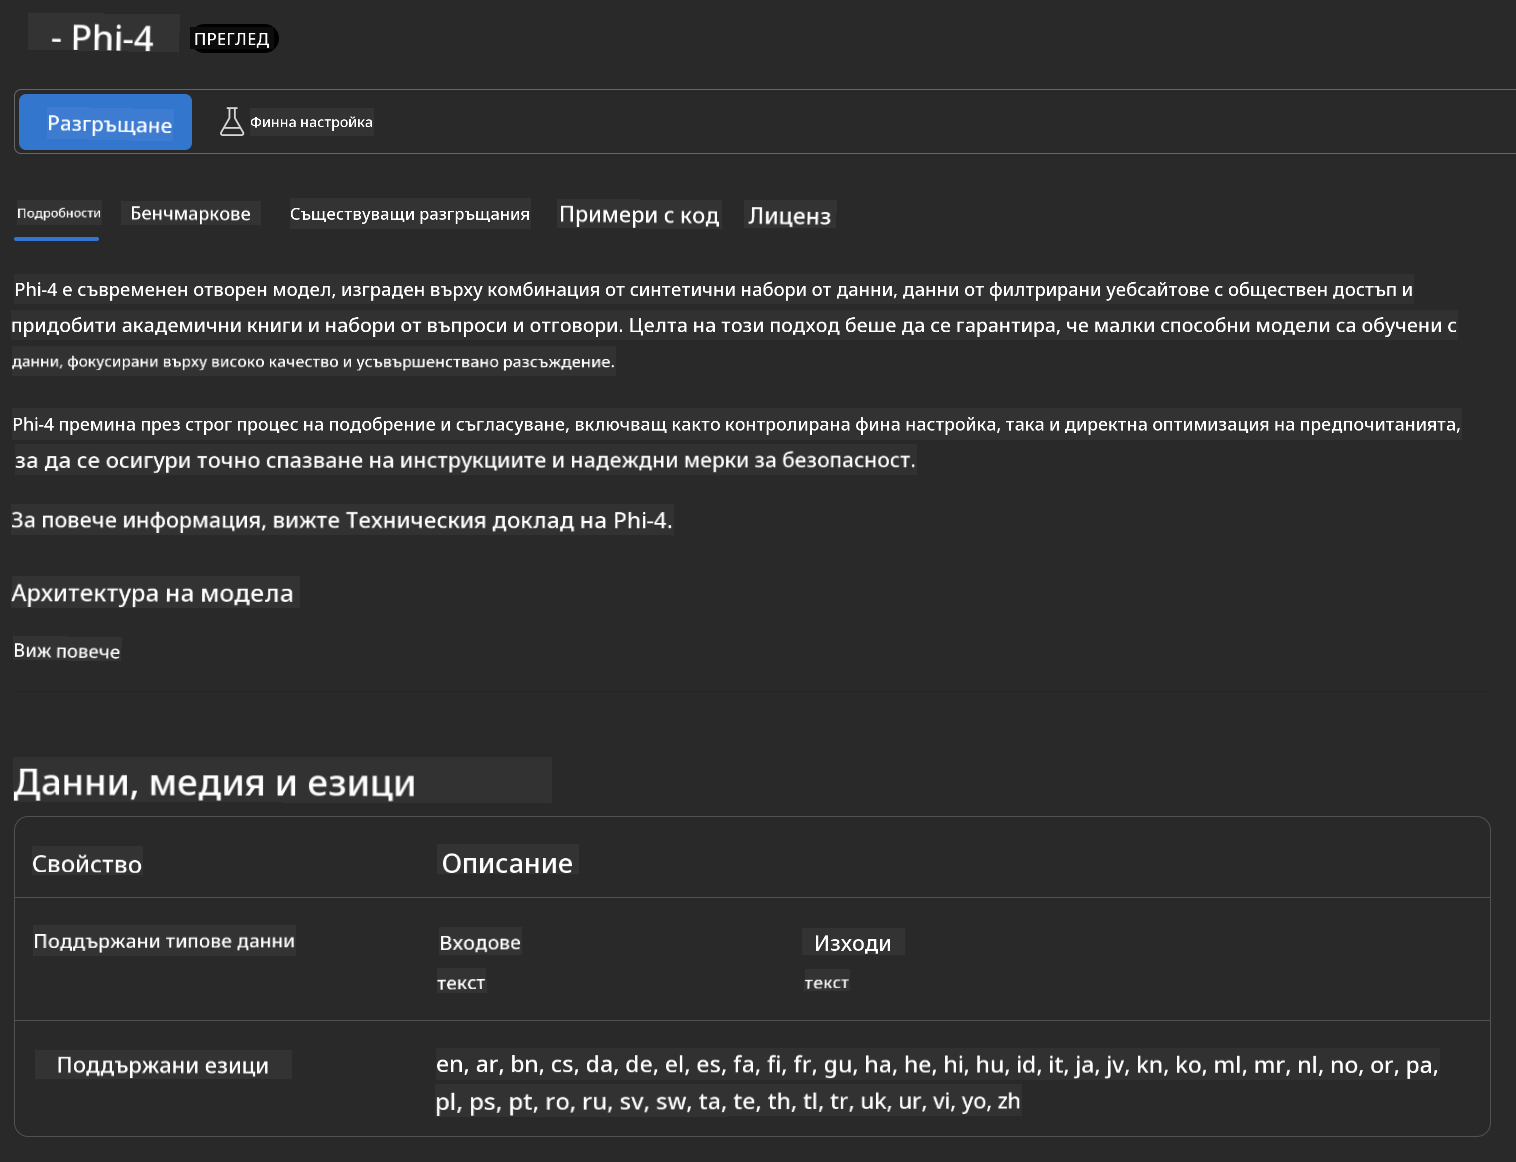 - Phi-4 ПРЕГЛЕД
Разгръщане Финна настройка
Подробности Бенчмаркове Съществуващи разгръщания Примери с код Лиценз
Phi-4 е съвременен отворен модел, изграден върху комбинация от синтетични набори от данни, данни от филтрирани уебсайтове с обществен достъп и
придобити академични книги и набори от въпроси и отговори. Целта на този подход беше да се гарантира, че малки способни модели са обучени с
данни, фокусирани върху високо качество и усъвършенствано разсъждение.
Phi-4 премина през строг процес на подобрение и съгласуване, включващ както контролирана фина настройка, така и директна оптимизация на предпочитанията,
за да се осигури точно спазване на инструкциите и надеждни мерки за безопасност.
За повече информация, вижте Техническия доклад на Phi-4.
Архитектура на модела
Виж повече
Данни, медия и езици
Свойство Описание
Поддържани типове данни Входове Изходи
текст текст
Поддържани езици en, ar, bn, cs, da, de, el, es, fa, fi, fr, gu, ha, he, hi, hu, id, it, ja, jv, kn, ko, ml, mr, nl, no, or, pa,
pl, ps, pt, ro, ru, sv, sw, ta, te, th, tl, tr, uk, ur, vi, yo, zh